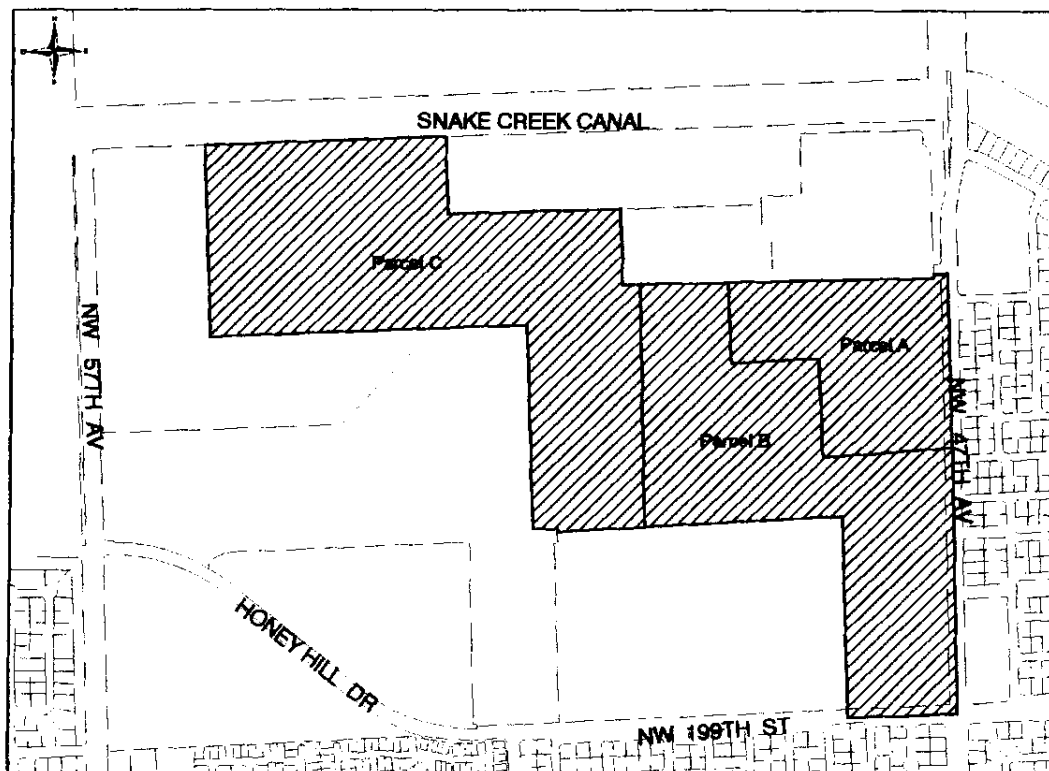 SNAKE CREEK CANAL
Parcel C
NW 57TH AV
Parcel A
Parcel B
NW 47TH AV
HONEY HILL DR
NW 199TH ST